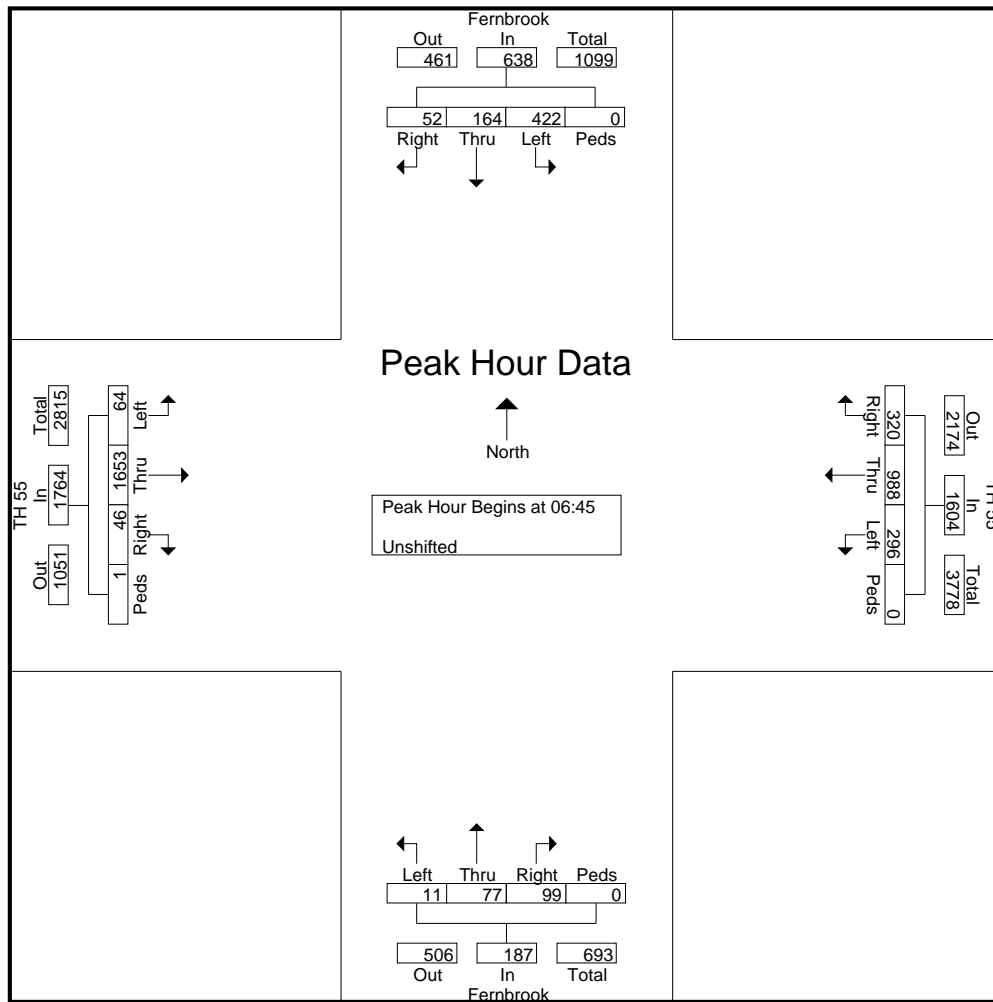 Fernbrook
Out In Total
461 638 1099
52 164 422 0
Right Thru Left Peds
Peak Hour Data
North
Peak Hour Begins at 06:45
Unshifted
TH 55
Out In Total
1051 1764 2815
Left Thru Right Peds
64 1653 46 1
TH 55
Out In Total
2174 1604 3778
Right Thru Left Peds
320 988 296 0
Left Thru Right Peds
11 77 99 0
506 187 693
Out In Total
Fernbrook